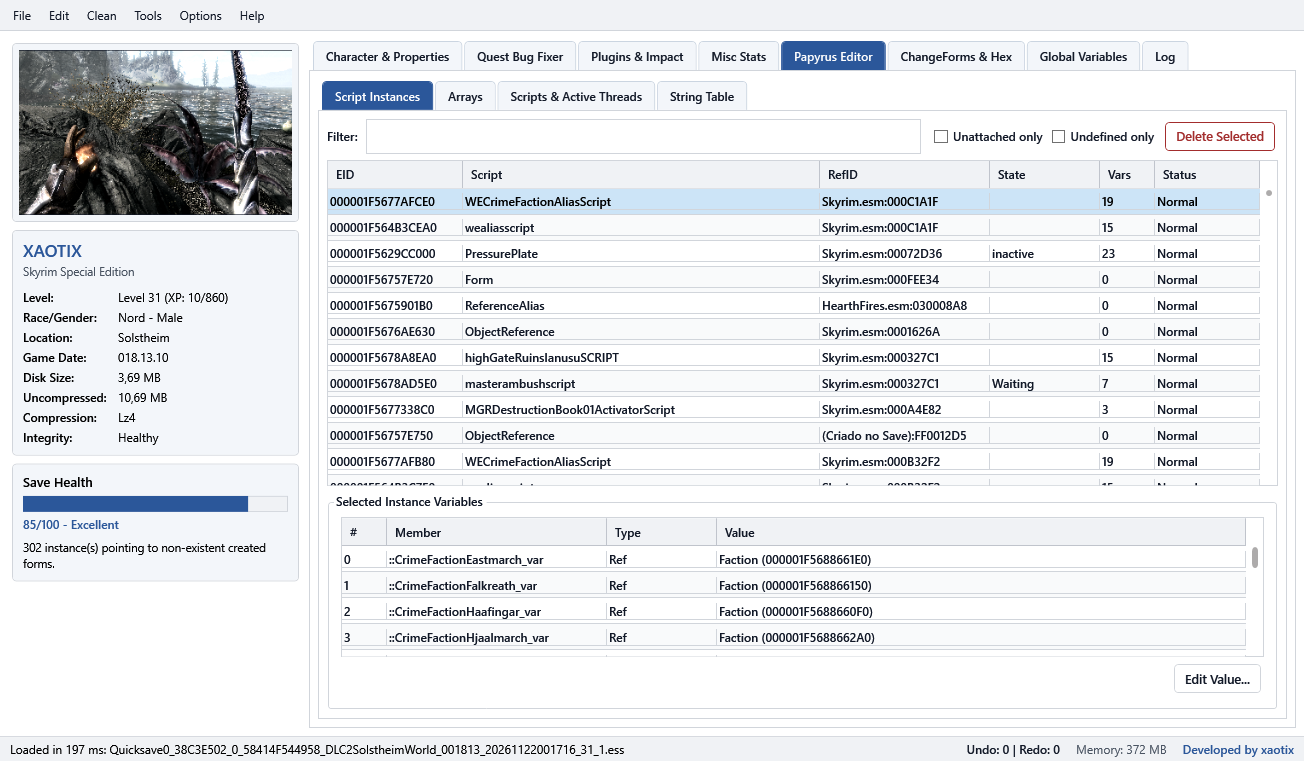 File Edit Clean Tools Options Help
Character & Properties Quest Bug Fixer Plugins & Impact Misc Stats Papyrus Editor ChangeForms & Hex Global Variables Log
Script Instances Arrays Scripts & Active Threads String Table
Filter: Unattached only Undefined only Delete Selected
EID Script RefID State Vars Status
000001F5677AFCE0 WECrimeFactionAliasScript Skyrim.esm:000C1A1F 19 Normal
000001F564B3CEA0 wealiasscript Skyrim.esm:000C1A1F 15 Normal
000001F5629CC000 PressurePlate Skyrim.esm:00072D36 inactive 23 Normal
000001F56757E720 Form Skyrim.esm:000FEE34 0 Normal
000001F5675901B0 ReferenceAlias HearthFires.esm:030008A8 0 Normal
000001F5676AE630 ObjectReference Skyrim.esm:0001626A 0 Normal
000001F5678A8EA0 highGateRuinsIanusuSCRIPT Skyrim.esm:000327C1 15 Normal
000001F5678AD5E0 masterambushscript Skyrim.esm:000327C1 Waiting 7 Normal
000001F5677338C0 MGRDestructionBook01ActivatorScript Skyrim.esm:000A4E82 3 Normal
000001F56757E750 ObjectReference (Criado no Save):FF0012D5 0 Normal
000001F5677AFB80 WECrimeFactionAliasScript Skyrim.esm:000B32F2 19 Normal
XAOTIX
Skyrim Special Edition
Level: Level 31 (XP: 10/860)
Race/Gender: Nord - Male
Location: Solstheim
Game Date: 018.13.10
Disk Size: 3,69 MB
Uncompressed: 10,69 MB
Compression: Lz4
Integrity: Healthy
Save Health
85/100 - Excellent
302 instance(s) pointing to non-existent created
forms.
Selected Instance Variables
# Member Type Value
0 ::CrimeFactionEastmarch_var Ref Faction (000001F5688661E0)
1 ::CrimeFactionFalkreath_var Ref Faction (000001F568866150)
2 ::CrimeFactionHaafingar_var Ref Faction (000001F5688660F0)
3 ::CrimeFactionHjaalmarch_var Ref Faction (000001F5688662A0)
Edit Value...
Loaded in 197 ms: Quicksave0_38C3E502_0_58414F544958_DLC2SolstheimWorld_001813_20261122001716_31_1.ess Undo: 0 | Redo: 0 Memory: 372 MB Developed by xaotix